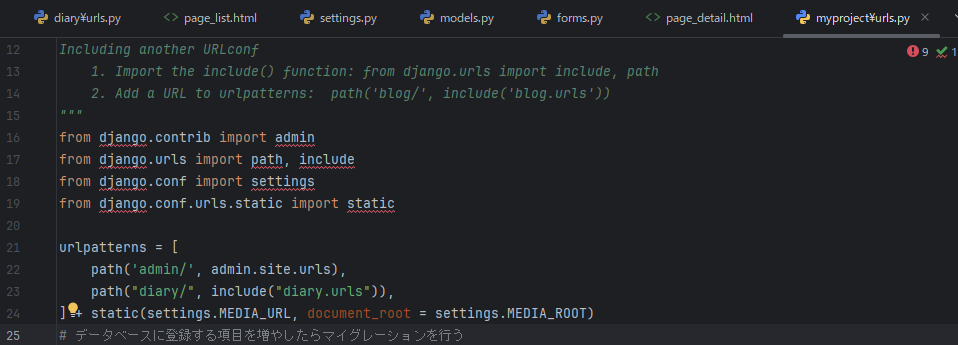 diary¥urls.py page_list.html settings.py models.py forms.py page_detail.html myproject¥urls.py
12 Including another URLconf
9 1
13 1. Import the include() function: from django.urls import include, path
14 2. Add a URL to urlpatterns: path('blog/', include('blog.urls'))
15 """
16 from django.contrib import admin
17 from django.urls import path, include
18 from django.conf import settings
19 from django.conf.urls.static import static
20
21 urlpatterns = [
22 path('admin/', admin.site.urls),
23 path("diary/", include("diary.urls")),
24 ] + static(settings.MEDIA_URL, document_root = settings.MEDIA_ROOT)
25 # データベースに登録する項目を増やしたらマイグレーションを行う